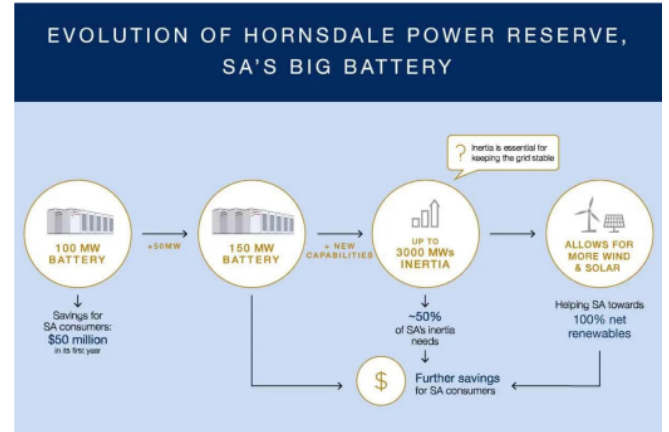 EVOLUTION OF HORNSDALE POWER RESERVE,
SA'S BIG BATTERY
? Inertia is essential for
keeping the grid stable
100 MW
BATTERY
+50MW
150 MW
BATTERY
+ NEW
CAPABILITIES
UP TO
3000 MWs
INERTIA
ALLOWS FOR
MORE WIND
& SOLAR
Savings for
SA consumers:
$50 million
in its first year
~50%
of SA's inertia
needs
Helping SA towards
100% net
renewables
$
Further savings
for SA consumers